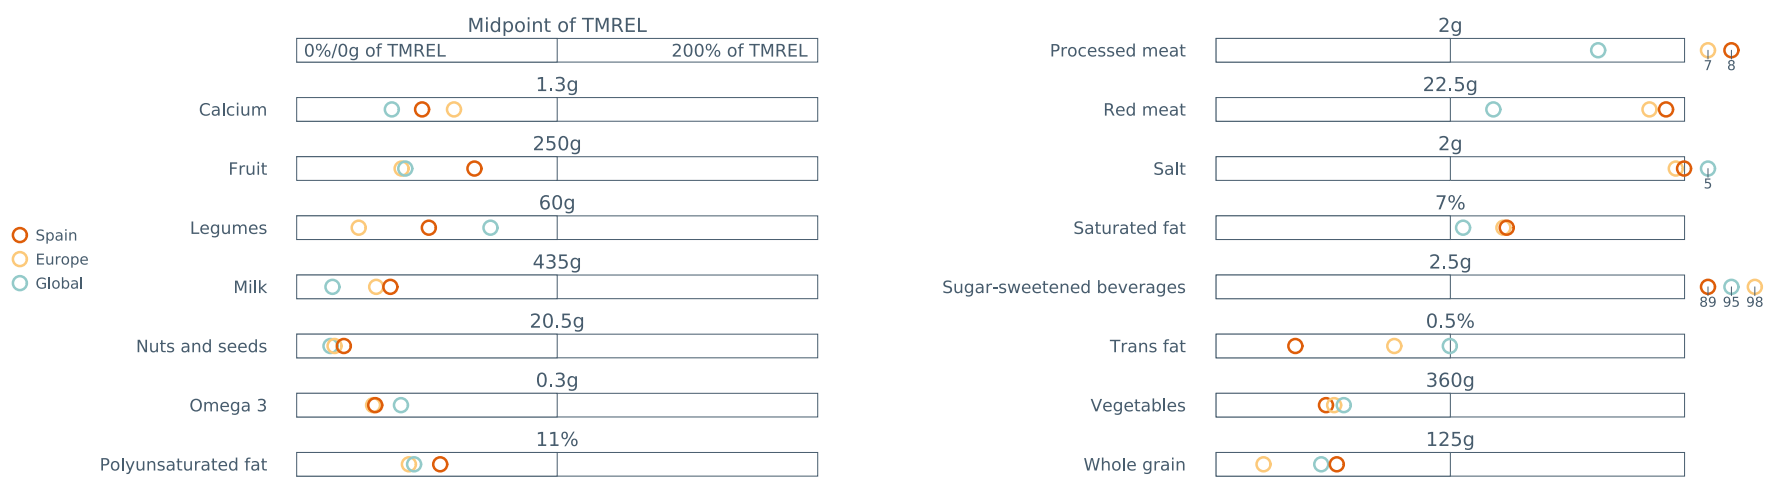 Midpoint of TMREL
0%/0g of TMREL 200% of TMREL
1.3g
Calcium
250g
Fruit
60g
Legumes
435g
Milk
20.5g
Nuts and seeds
0.3g
Omega 3
11%
Polyunsaturated fat
Spain
Europe
Global
2g
Processed meat
7 8
22.5g
Red meat
2g
Salt
5
7%
Saturated fat
2.5g
Sugar-sweetened beverages
89 95 98
0.5%
Trans fat
360g
Vegetables
125g
Whole grain